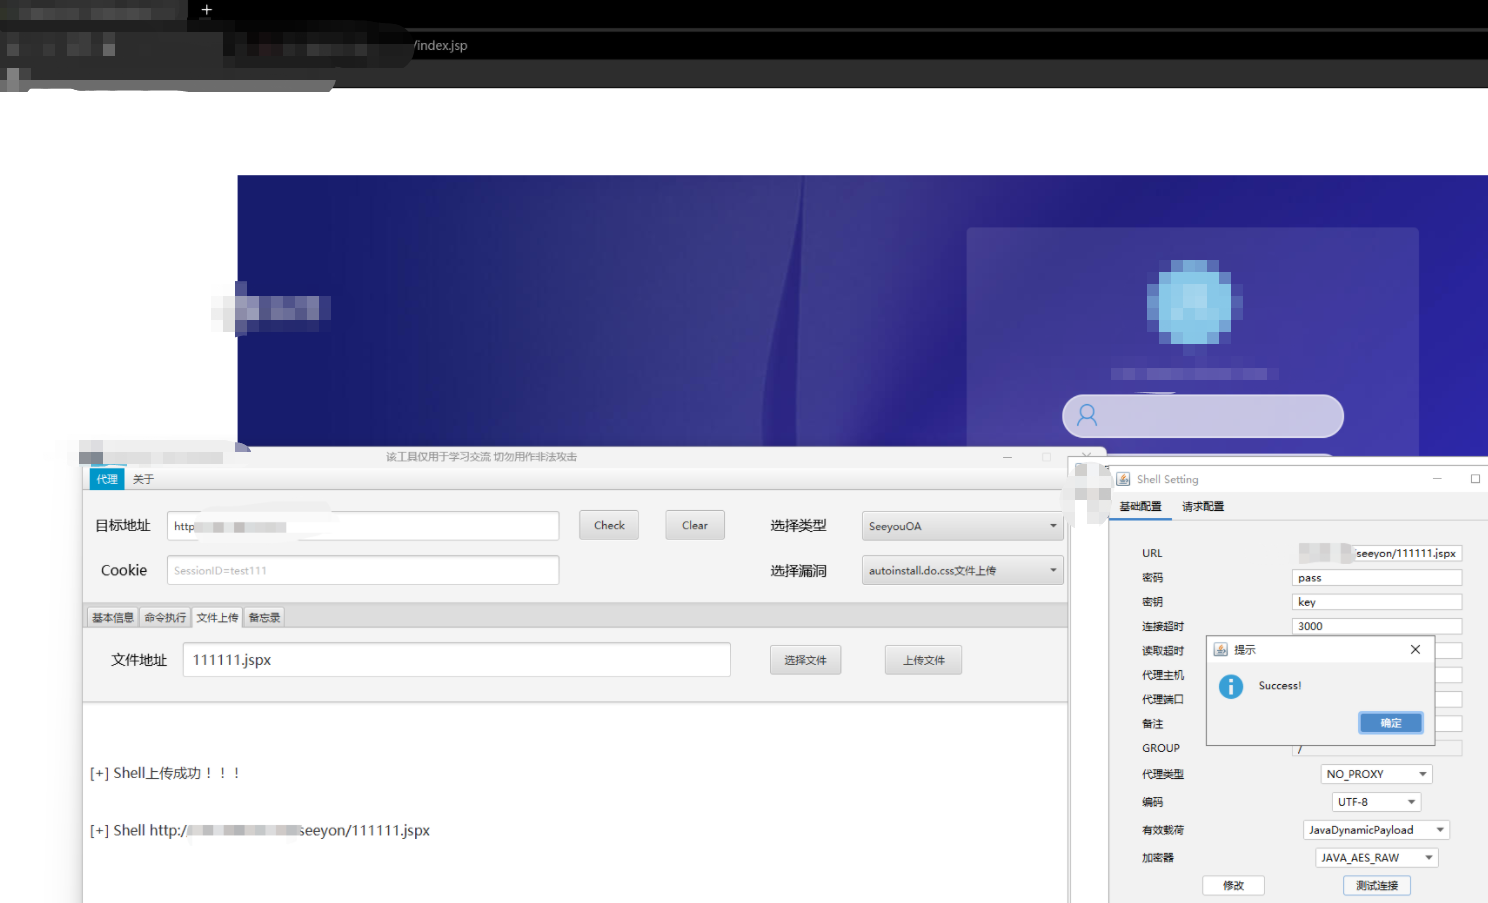 +
/index.jsp
该工具仅用于学习交流 切勿用作非法攻击
代理 关于
目标地址 http
Check
Clear
选择类型
SeeyouOA
Cookie
SessionID=test111
选择漏洞
autoinstall.do.css文件上传
基本信息 命令执行 文件上传 备忘录
文件地址
111111.jspx
选择文件
上传文件
[+] Shell上传成功！！！
[+] Shell http:/ seeyon/111111.jspx
Shell Setting
基础配置 请求配置
URL
seeyon/111111.jspx
密码
pass
密钥
key
连接超时
3000
读取超时
代理主机
代理端口
备注
GROUP
/
提示
Success!
确定
代理类型
NO_PROXY
编码
UTF-8
有效载荷
JavaDynamicPayload
加密器
JAVA_AES_RAW
修改
测试连接